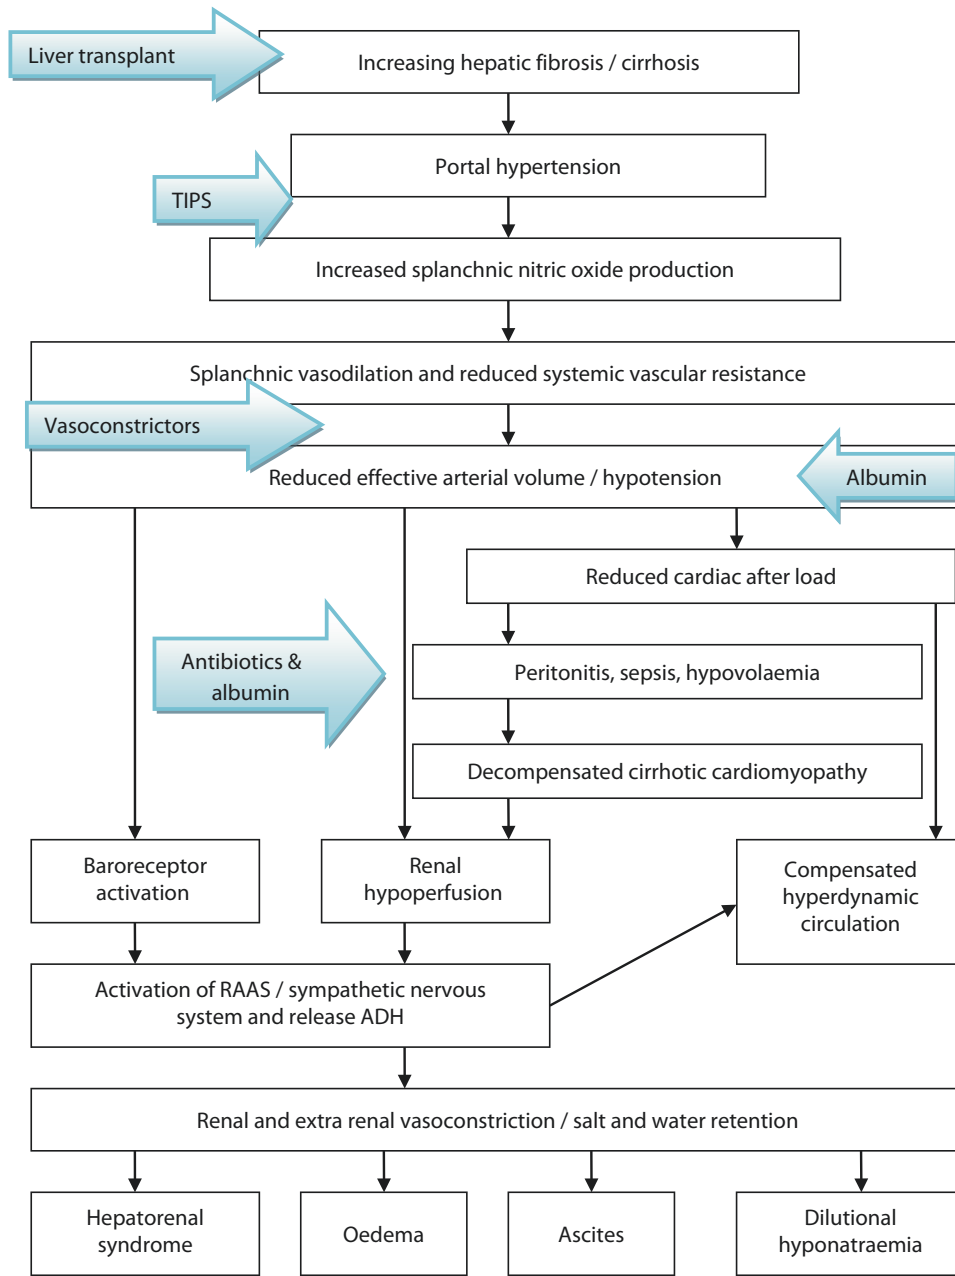 Liver transplant
Increasing hepatic fibrosis / cirrhosis
Portal hypertension
TIPS
Increased splanchnic nitric oxide production
Splanchnic vasodilation and reduced systemic vascular resistance
Vasoconstrictors
Reduced effective arterial volume / hypotension
Albumin
Reduced cardiac after load
Antibiotics &
albumin
Peritonitis, sepsis, hypovolaemia
Decompensated cirrhotic cardiomyopathy
Baroreceptor
activation
Renal
hypoperfusion
Compensated
hyperdynamic
circulation
Activation of RAAS / sympathetic nervous
system and release ADH
Renal and extra renal vasoconstriction / salt and water retention
Hepatorenal
syndrome
Oedema
Ascites
Dilutional
hyponatraemia